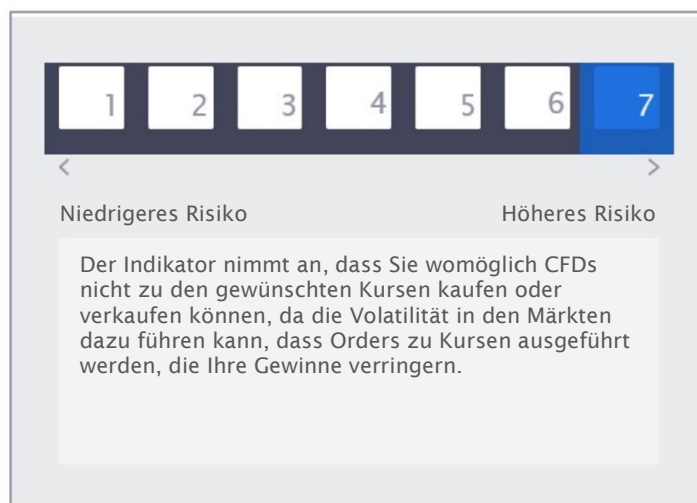 1 2 3 4 5 6 7
< >
Niedrigeres Risiko Höheres Risiko
Der Indikator nimmt an, dass Sie womöglich CFDs
nicht zu den gewünschten Kursen kaufen oder
verkaufen können, da die Volatilität in den Märkten
dazu führen kann, dass Orders zu Kursen ausgeführt
werden, die Ihre Gewinne verringern.